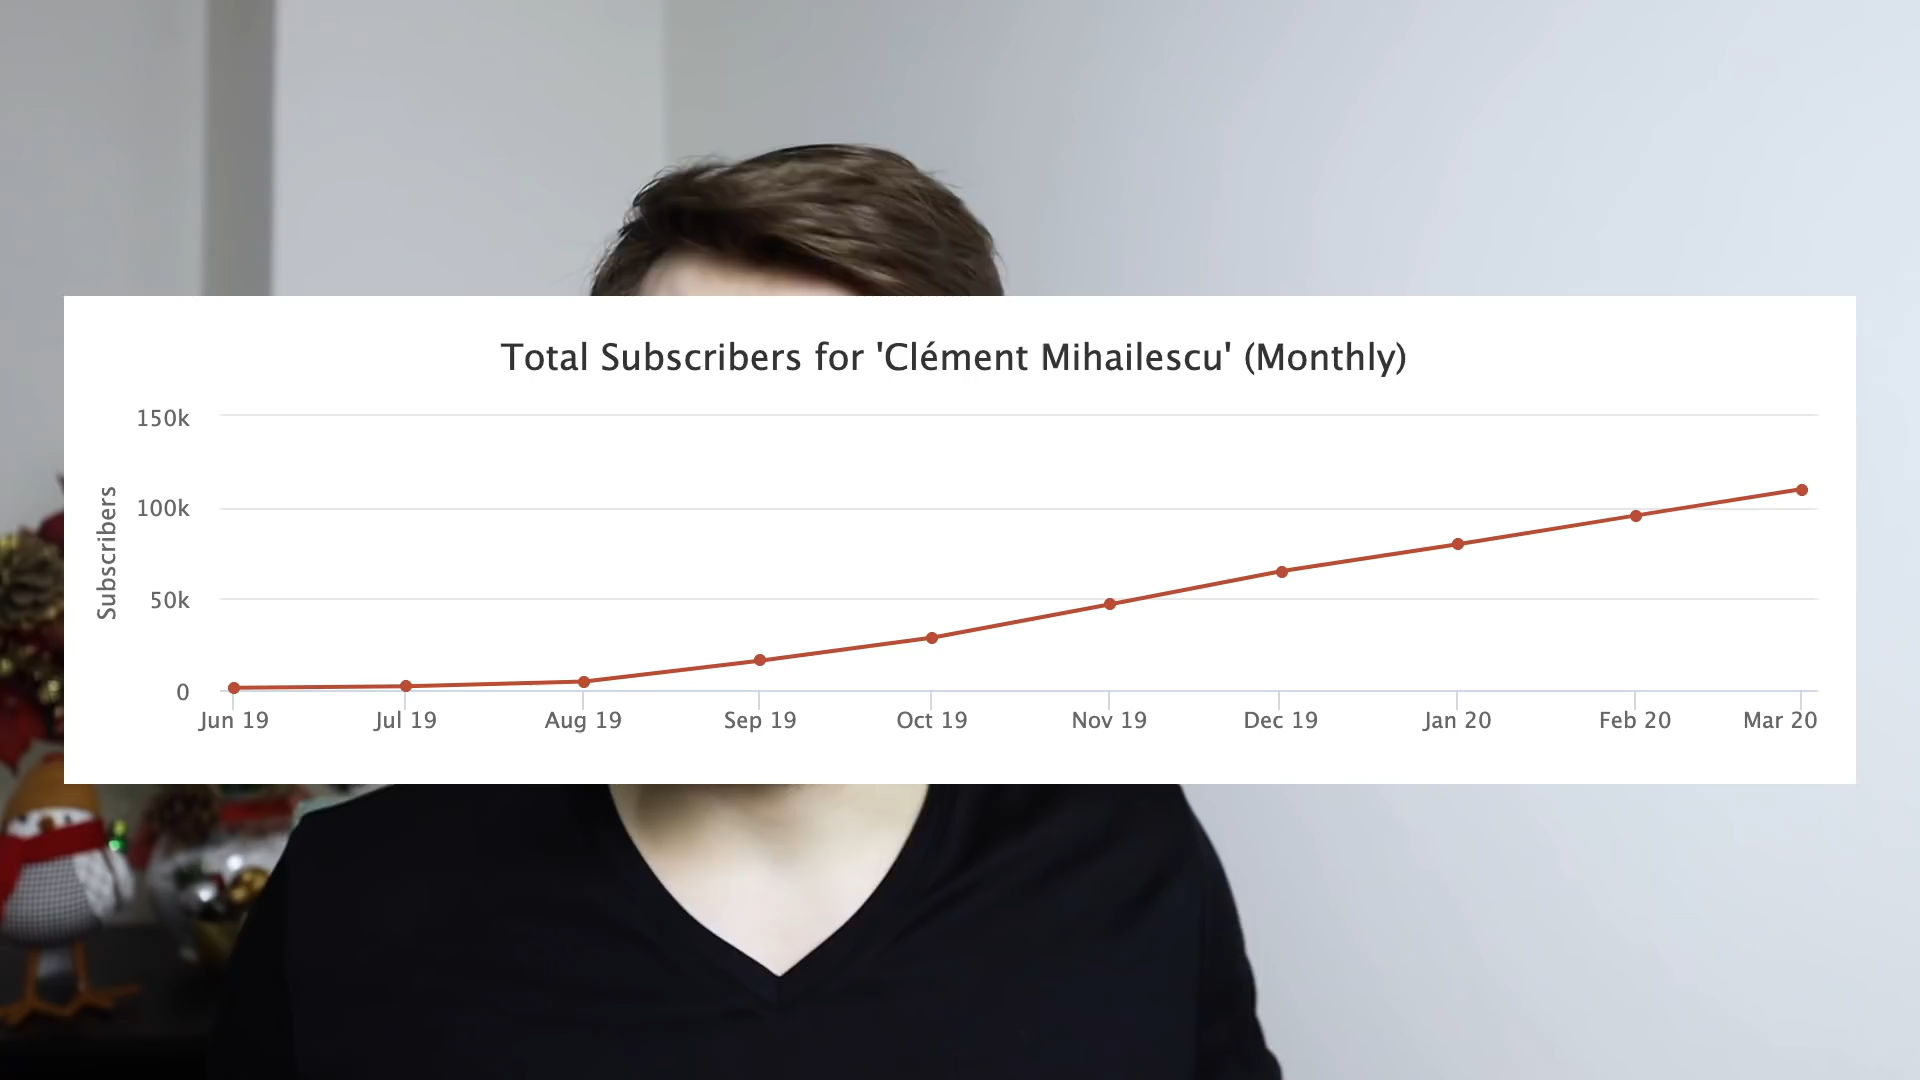 Total Subscribers for 'Clément Mihailescu' (Monthly)
150k
100k
50k
0
Subscribers
Jun 19 Jul 19 Aug 19 Sep 19 Oct 19 Nov 19 Dec 19 Jan 20 Feb 20 Mar 20